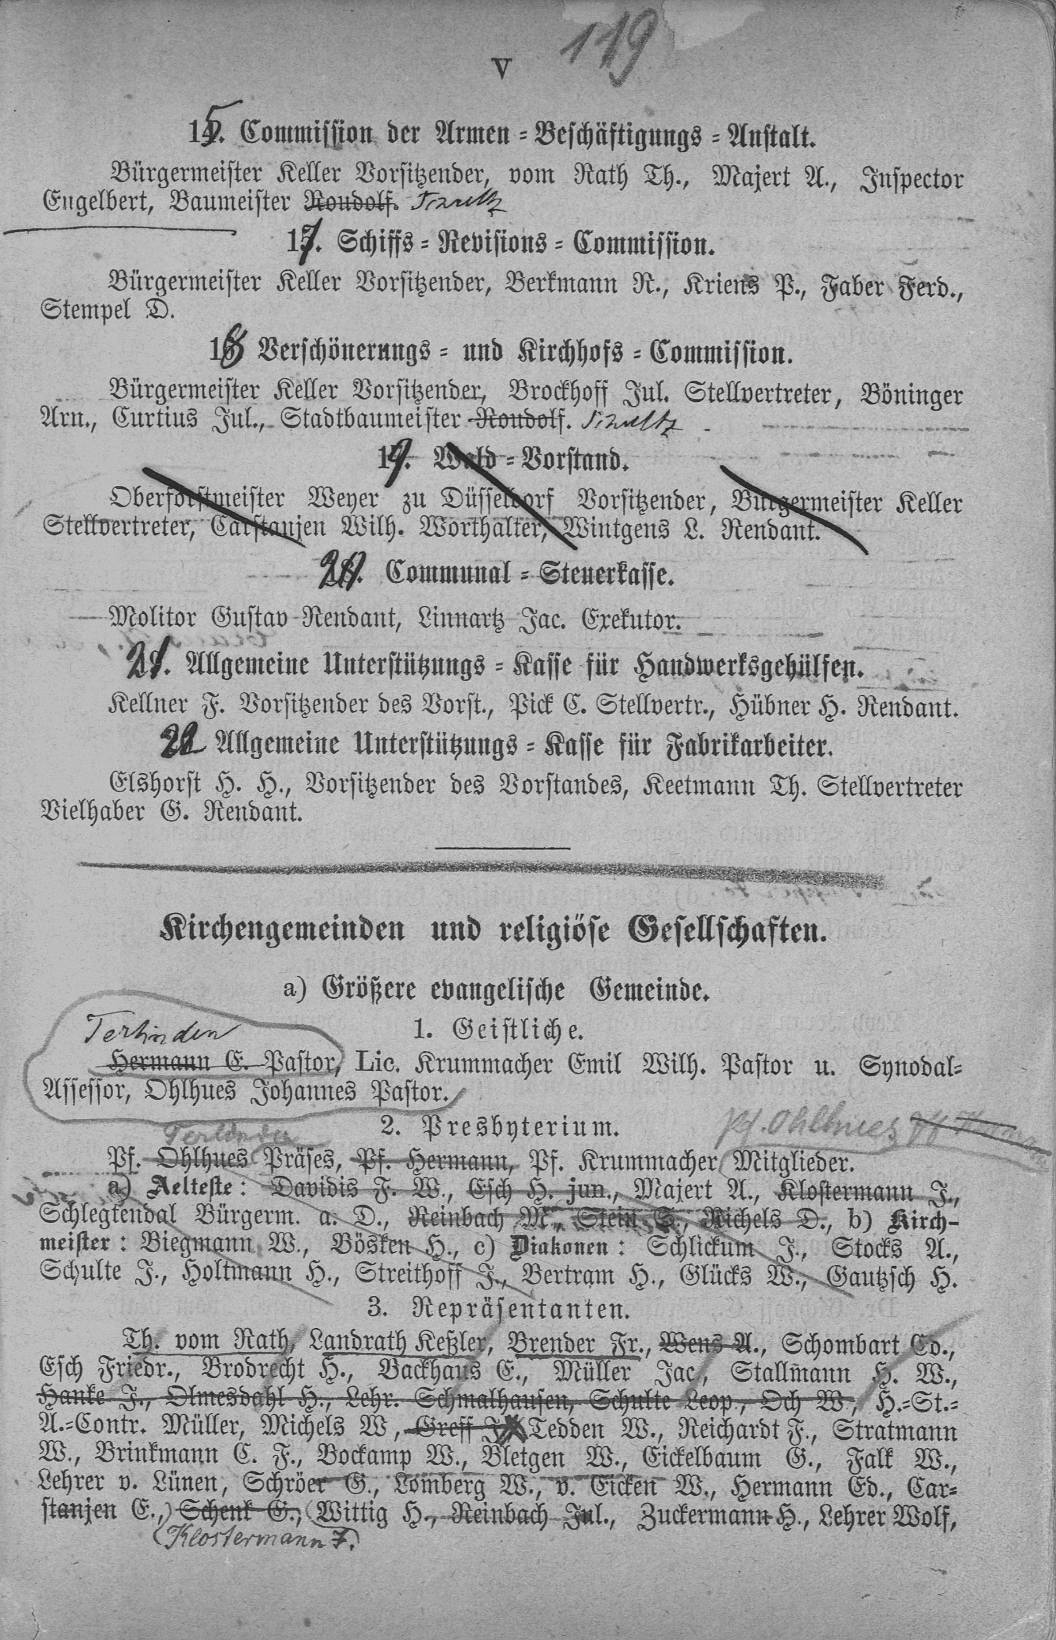 119
V
15. Commission der Armen-Beschäftigungs-Anstalt.
Bürgermeister Keller Vorsitzender, vom Rath Th., Majert A., Inspector
Engelbert, Baumeister Roudolf.
17. Schiffs-Revisions-Commission.
Bürgermeister Keller Vorsitzender, Berkmann R., Kriens P., Faber Ferd.,
Stempel D.
18 Verschönerungs- und Kirchhofs-Commission.
Bürgermeister Keller Vorsitzender, Brockhoff Jul. Stellvertreter, Böninger
Arn., Curtius Jul., Stadtbaumeister Roudolf.
19. Wald-Vorstand.
Oberforstmeister Weyer zu Düsseldorf Vorsitzender, Bürgermeister Keller
Stellvertreter, Carstanjen Wilh. Worthalter, Wintgens L. Rendant.
20. Communal-Steuerkasse.
Molitor Gustav Rendant, Linnartz Jac. Exekutor.
21. Allgemeine Unterstützungs-Kasse für Handwerksgehülfen.
Kellner F. Vorsitzender des Vorst., Pick C. Stellvertr., Hübner H. Rendant.
22 Allgemeine Unterstützungs-Kasse für Fabrikarbeiter.
Elshorst H. H., Vorsitzender des Vorstandes, Keetmann Th. Stellvertreter
Vielhaber G. Rendant.
Kirchengemeinden und religiöse Gesellschaften.
a) Größere evangelische Gemeinde.
1. Geistliche.
Terlinden
Hermann E. Pastor, Lic. Krummacher Emil Wilh. Pastor u. Synodal-
Assessor, Ohlhues Johannes Pastor.
2. Presbyterium.
Terlinden
Pf. Ohlhues
Pf. Ohlhues Präses, Pf. Hermann, Pf. Krummacher Mitglieder.
a) Aelteste: Davidis F. W., Esch H. jun., Majert A., Klostermann J.,
Schlegtendal Bürgerm. a. D., Reinbach M., Stein S., Michels D., b) Kirch-
meister: Biegmann W., Bösken H., c) Diakonen: Schlickum J., Stocks A.,
Schulte J., Holtmann H., Streithoff J., Bertram H., Glücks W., Gautzsch H.
3. Repräsentanten.
Th. vom Rath, Landrath Keßler, Brender Fr., Wens A., Schombart Ed.,
Esch Friedr., Brodrecht H., Backhaus E., Müller Jac, Stallmann H. W.,
Hanke J., Olmesdahl H., Lehr. Schmalhausen, Schulte Leop., Och W., H.-St.-
A.-Contr. Müller, Michels W, Greff J., Tedden W., Reichardt F., Stratmann
W., Brinkmann C. F., Bockamp W., Bletgen W., Eickelbaum G., Falk W.,
Lehrer v. Lünen, Schröer G., Lomberg W., v. Eicken W., Hermann Ed., Car-
stanjen E., Schenk G., Wittig H., Reinbach Jul., Zuckermann H., Lehrer Wolf,
(Klostermann J.)